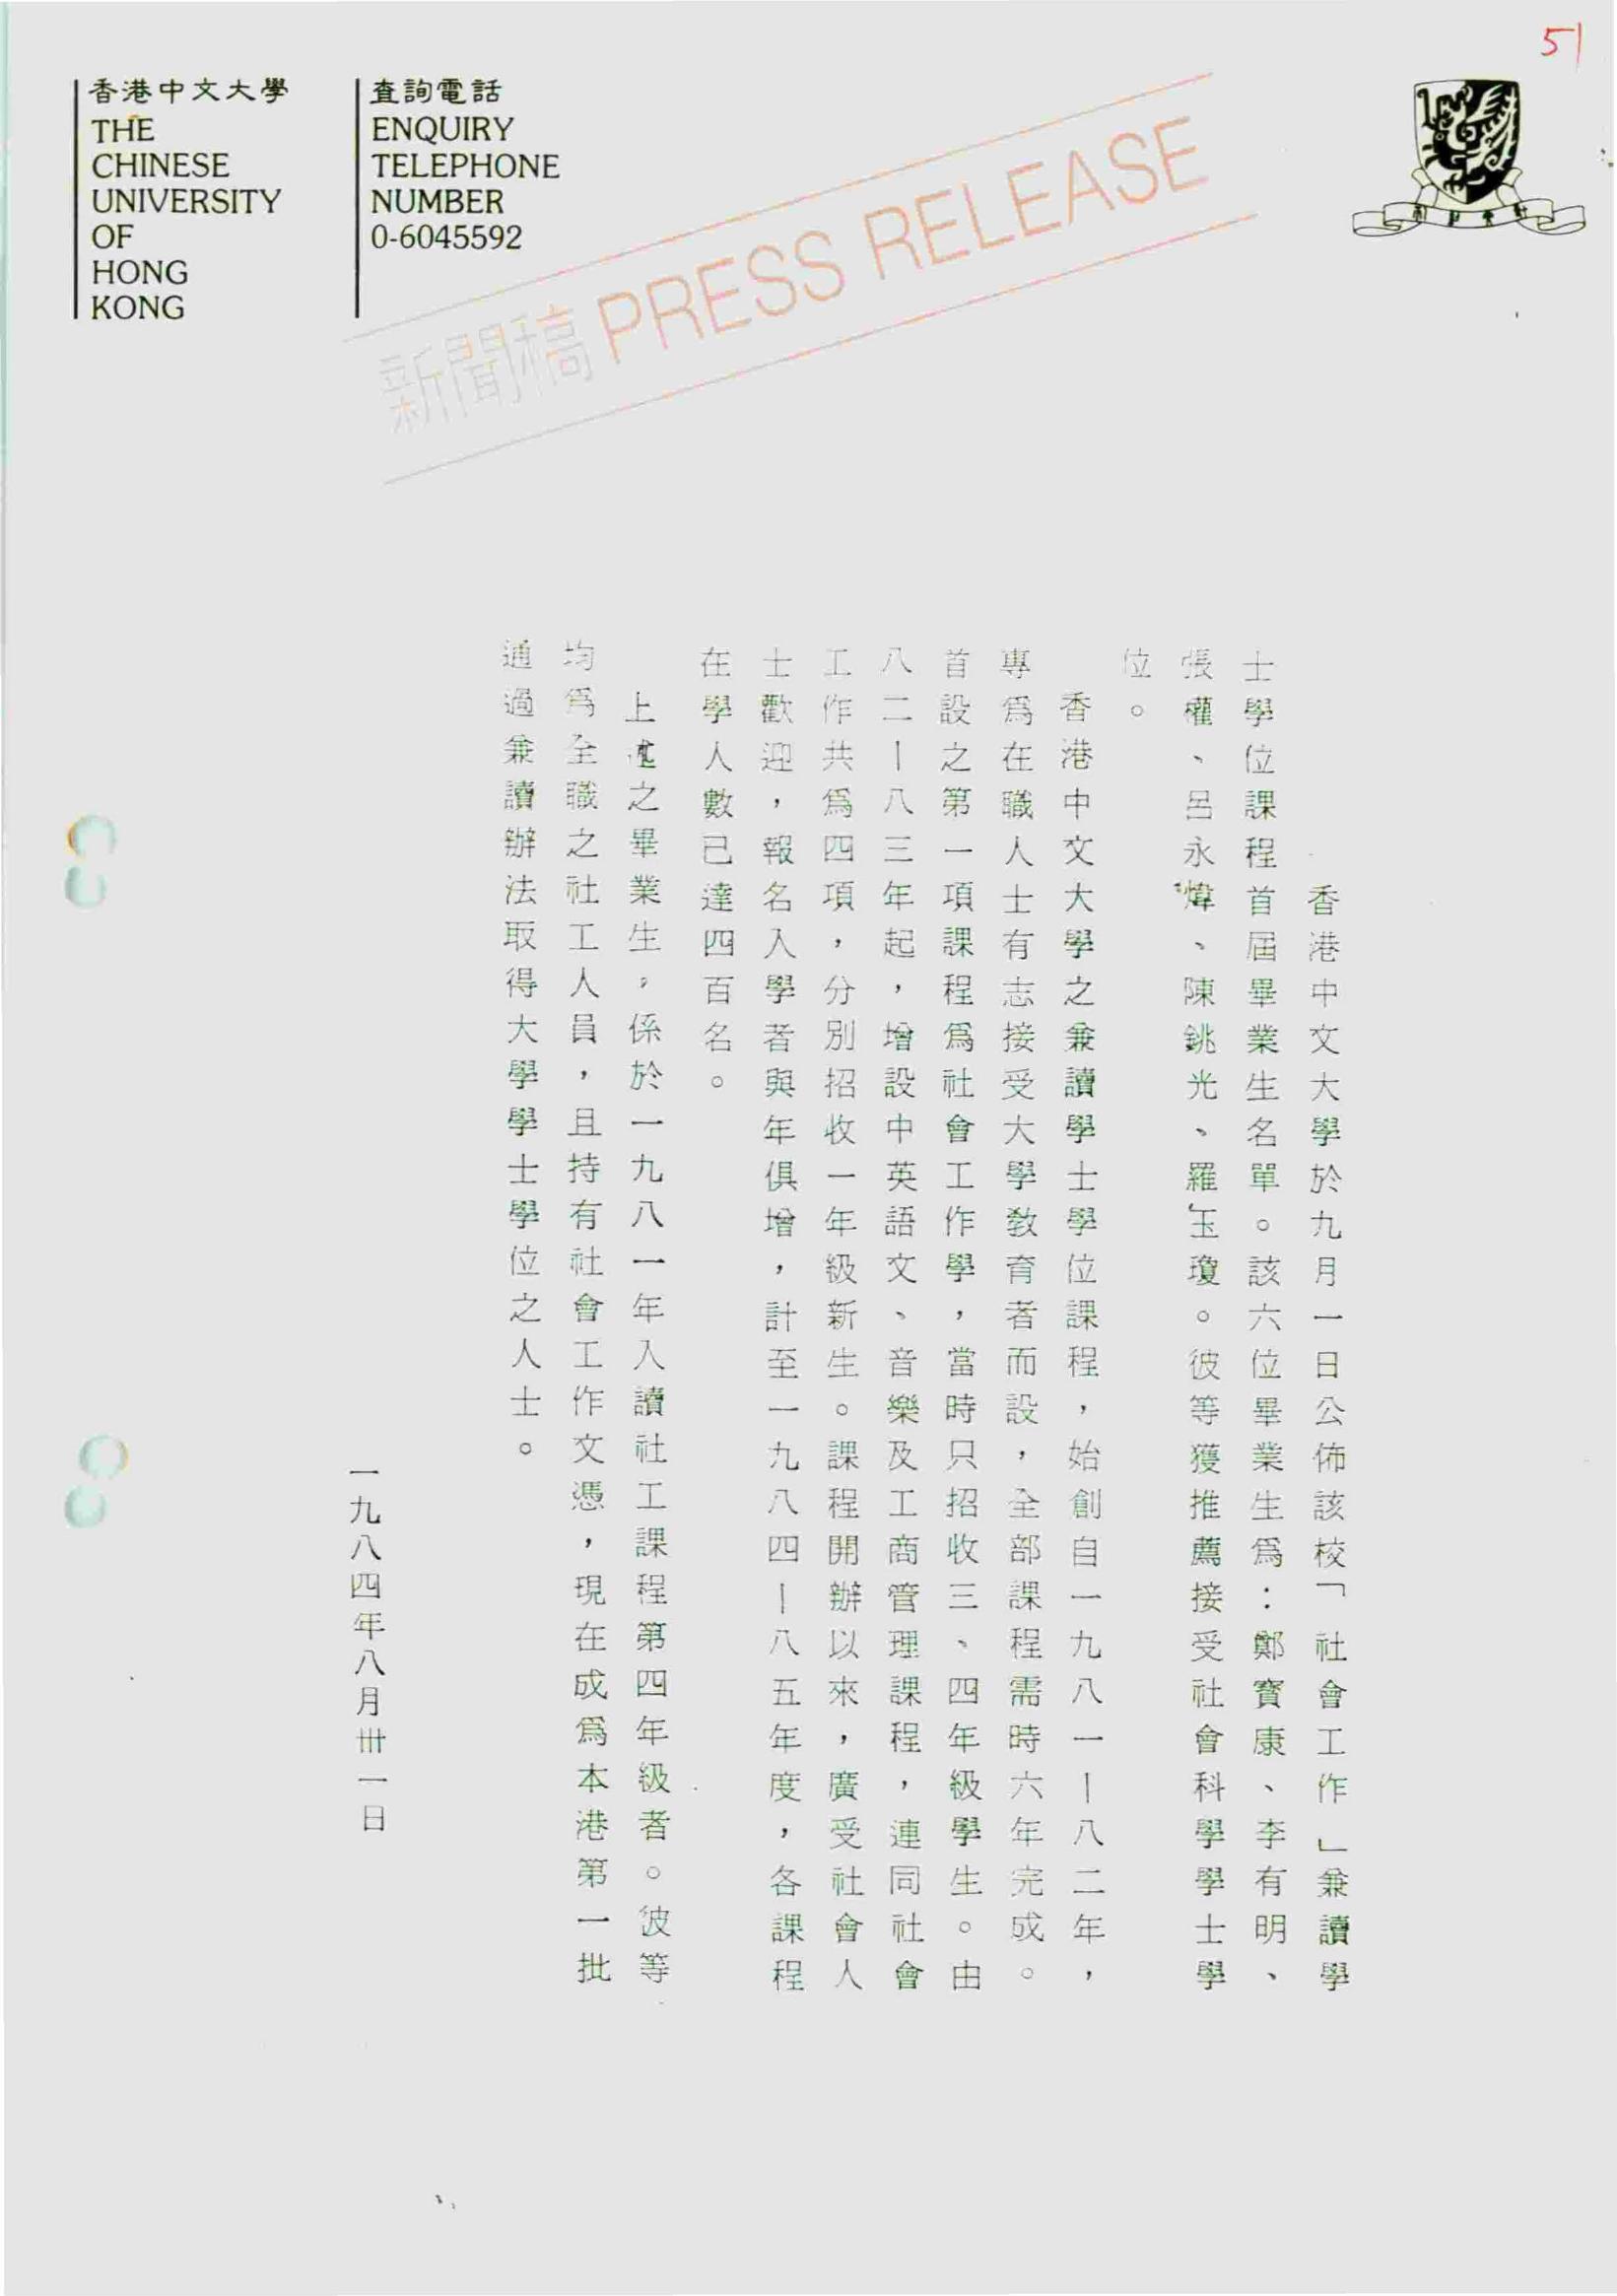 51
香港中文大學
THE
CHINESE
UNIVERSITY
OF
HONG
KONG
查詢電話
ENQUIRY
TELEPHONE
NUMBER
0-6045592
新聞稿 PRESS RELEASE
香港中文大學於九月一日公佈該校「社會工作」兼讀學
士學位課程首屆畢業生名單。該六位畢業生爲：鄭寶康、李有明、
張權、呂永煒、陳銚光、羅玉瓊。彼等獲推薦接受社會科學學士學
位。
香港中文大學之兼讀學士學位課程，始創自一九八一—八二年，
專爲在職人士有志接受大學教育者而設，全部課程需時六年完成。
首設之第一項課程爲社會工作學，當時只招收三、四年級學生。由
八二—八三年起，增設中英語文、音樂及工商管理課程，連同社會
工作共爲四項，分別招收一年級新生。課程開辦以來，廣受社會人
士歡迎，報名入學者與年俱增，計至一九八四—八五年度，各課程
在學人數已達四百名。
上述之畢業生，係於一九八一年入讀社工課程第四年級者。彼等
均爲全職之社工人員，且持有社會工作文憑，現在成爲本港第一批
通過兼讀辦法取得大學學士學位之人士。
一九八四年八月卅一日